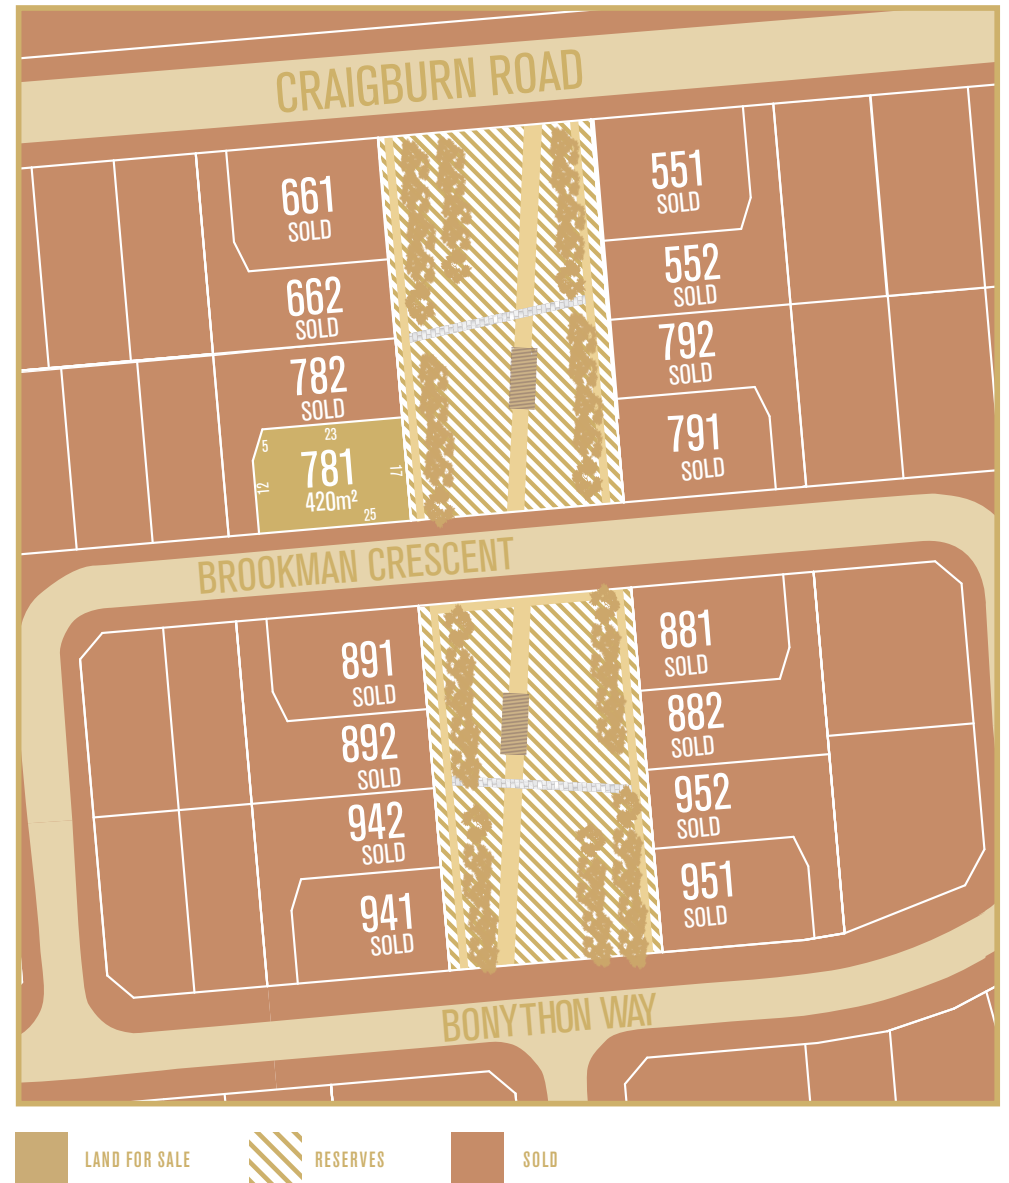 CRAIGBURN ROAD
661
SOLD
551
SOLD
662
SOLD
552
SOLD
782
SOLD
792
SOLD
23
5
781
17
12
420m²
25
791
SOLD
BROOKMAN CRESCENT
891
SOLD
881
SOLD
892
SOLD
882
SOLD
942
SOLD
952
SOLD
941
SOLD
951
SOLD
BONYTHON WAY
LAND FOR SALE
RESERVES
SOLD